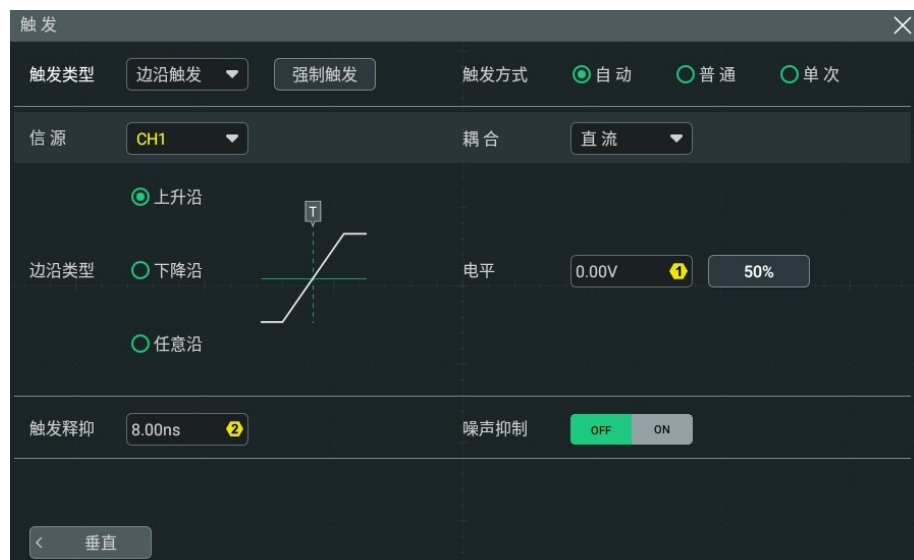 触发
触发类型 边沿触发 强制触发 触发方式 自动 普通 单次
信源 CH1 耦合 直流
上升沿
T
边沿类型 下降沿 电平 0.00V 1 50%
任意沿
触发释抑 8.00ns 2 噪声抑制 OFF ON
< 垂直